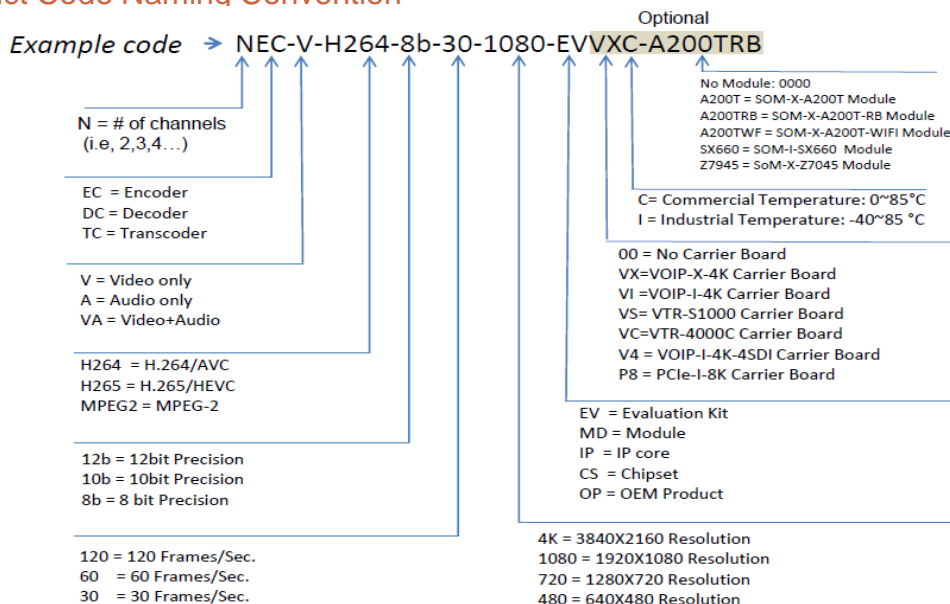 ct Code Naming Convention
Optional
Example code → NEC-V-H264-8b-30-1080-EVVXC-A200TRB
No Module: 0000
A200T = SOM-X-A200T Module
A200TRB = SOM-X-A200T-RB Module
A200TWF = SOM-X-A200T-WIFI Module
SX660 = SOM-I-SX660 Module
Z7945 = SoM-X-Z7045 Module
N = # of channels
(i.e, 2,3,4...)
EC = Encoder
DC = Decoder
TC = Transcoder
C= Commercial Temperature: 0~85°C
I = Industrial Temperature: -40~85 °C
V = Video only
A = Audio only
VA = Video+Audio
00 = No Carrier Board
VX=VOIP-X-4K Carrier Board
VI =VOIP-I-4K Carrier Board
VS= VTR-S1000 Carrier Board
VC=VTR-4000C Carrier Board
V4 = VOIP-I-4K-4SDI Carrier Board
P8 = PCIe-I-8K Carrier Board
H264 = H.264/AVC
H265 = H.265/HEVC
MPEG2 = MPEG-2
EV = Evaluation Kit
MD = Module
IP = IP core
CS = Chipset
OP = OEM Product
12b = 12bit Precision
10b = 10bit Precision
8b = 8 bit Precision
4K = 3840X2160 Resolution
1080 = 1920X1080 Resolution
720 = 1280X720 Resolution
480 = 640X480 Resolution
120 = 120 Frames/Sec.
60 = 60 Frames/Sec.
30 = 30 Frames/Sec.